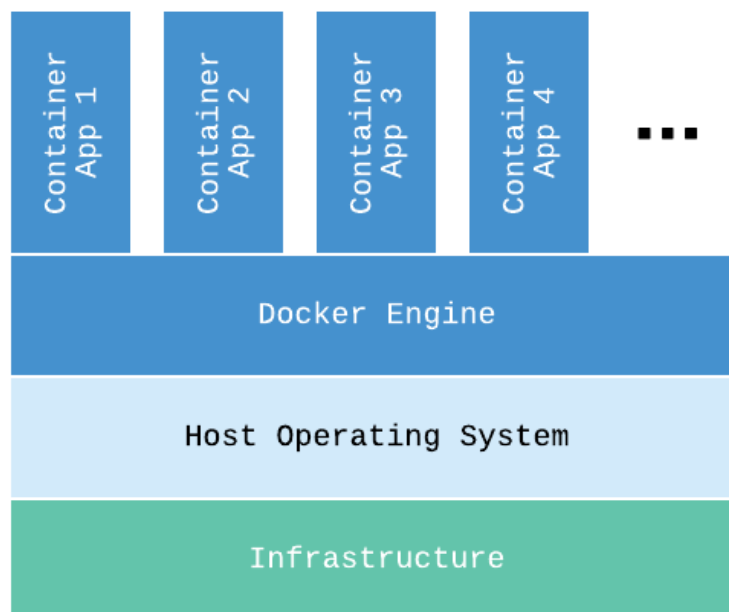 Container
App 1
Container
App 2
Container
App 3
Container
App 4
...
Docker Engine
Host Operating System
Infrastructure